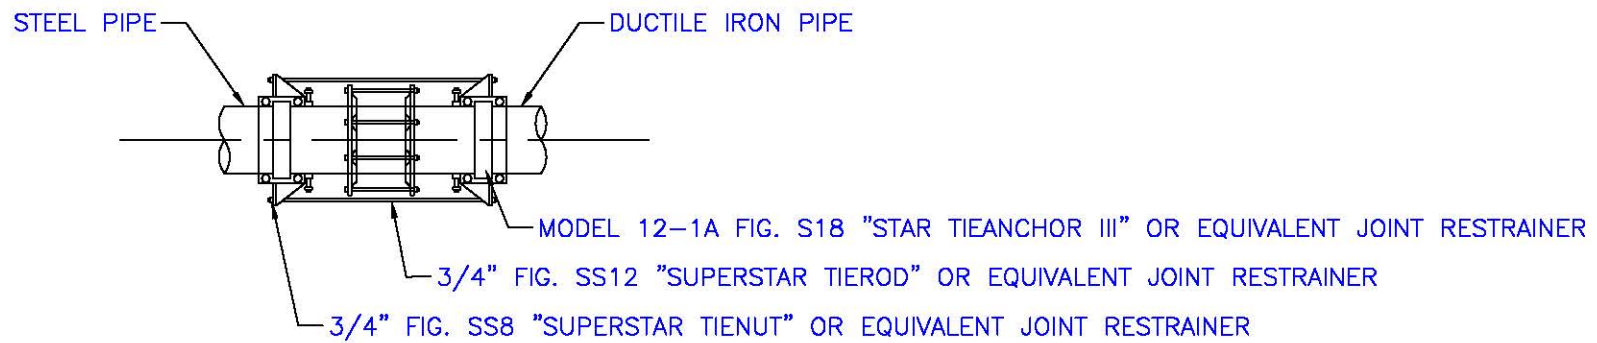 STEEL PIPE
DUCTILE IRON PIPE
MODEL 12-1A FIG. S18 "STAR TIEANCHOR III" OR EQUIVALENT JOINT RESTRAINER
3/4" FIG. SS12 "SUPERSTAR TIEROD" OR EQUIVALENT JOINT RESTRAINER
3/4" FIG. SS8 "SUPERSTAR TIENUT" OR EQUIVALENT JOINT RESTRAINER